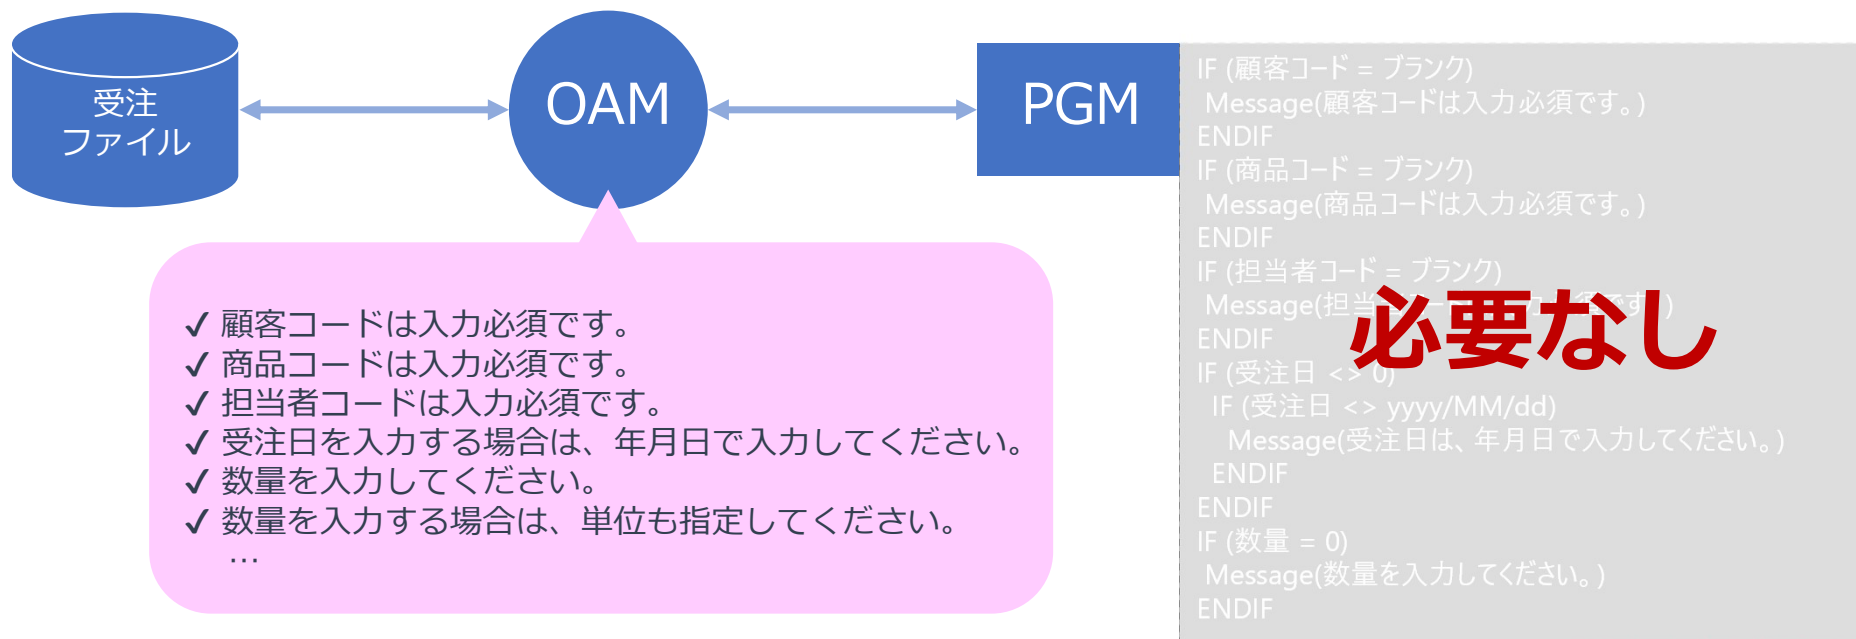 受注
ファイル
OAM
PGM
✓ 顧客コードは入力必須です。
✓ 商品コードは入力必須です。
✓ 担当者コードは入力必須です。
✓ 受注日を入力する場合は、年月日で入力してください。
✓ 数量を入力してください。
✓ 数量を入力する場合は、単位も指定してください。
…
IF (顧客コード = ブランク)
Message(顧客コードは入力必須です。)
ENDIF
IF (商品コード = ブランク)
Message(商品コードは入力必須です。)
ENDIF
IF (担当者コード = ブランク)
Message(担当 です。)
ENDIF
IF (受注日 <> 0)
IF (受注日 <> yyyy/MM/dd)
Message(受注日は、年月日で入力してください。)
ENDIF
ENDIF
IF (数量 = 0)
Message(数量を入力してください。)
ENDIF
必要なし